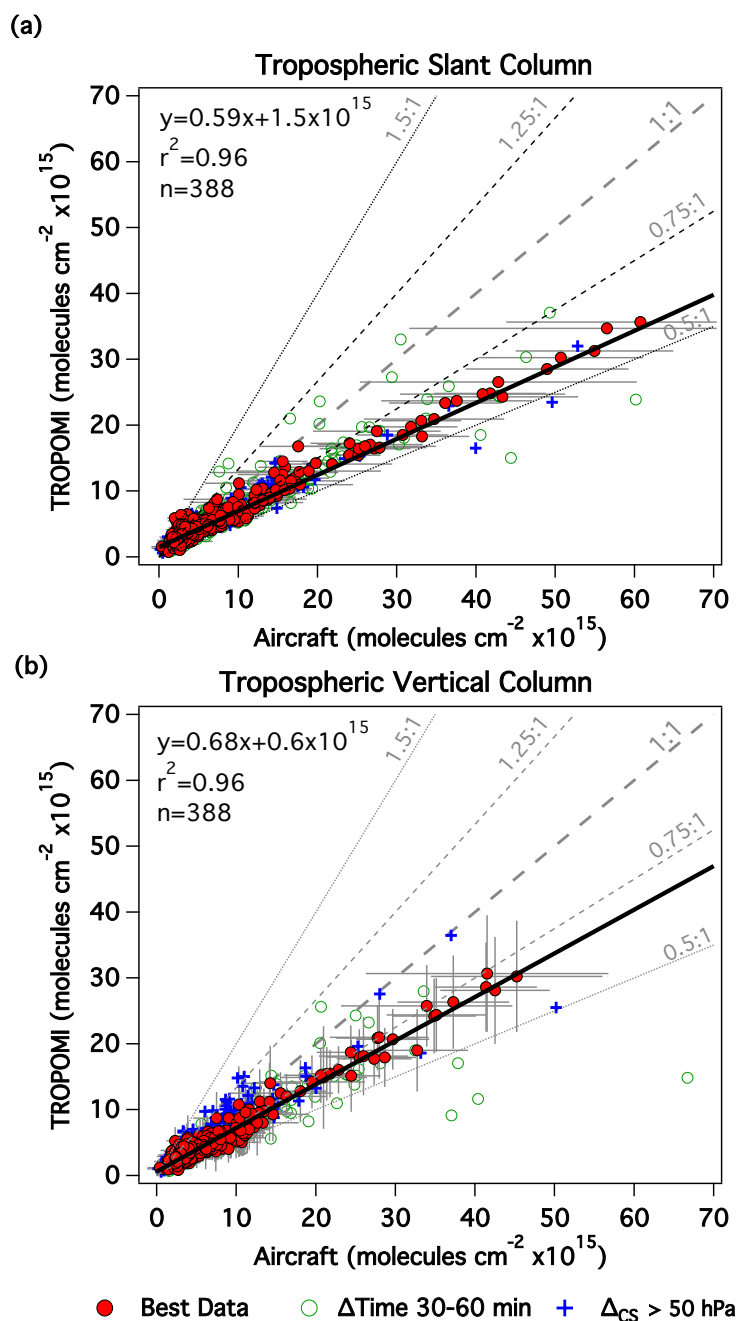 (a)
Tropospheric Slant Column
y=0.59x+1.5x10^15
r^2=0.96
n=388
1.5:1
1.25:1
1:1
0.75:1
0.5:1
70
60
50
40
30
20
10
0
TROPOMI (molecules cm^-2 x10^15)
0 10 20 30 40 50 60 70
Aircraft (molecules cm^-2 x10^15)
(b)
Tropospheric Vertical Column
y=0.68x+0.6x10^15
r^2=0.96
n=388
1.5:1
1.25:1
1:1
0.75:1
0.5:1
70
60
50
40
30
20
10
0
TROPOMI (molecules cm^-2 x10^15)
0 10 20 30 40 50 60 70
Aircraft (molecules cm^-2 x10^15)
Best Data ΔTime 30-60 min Δ_CS > 50 hPa